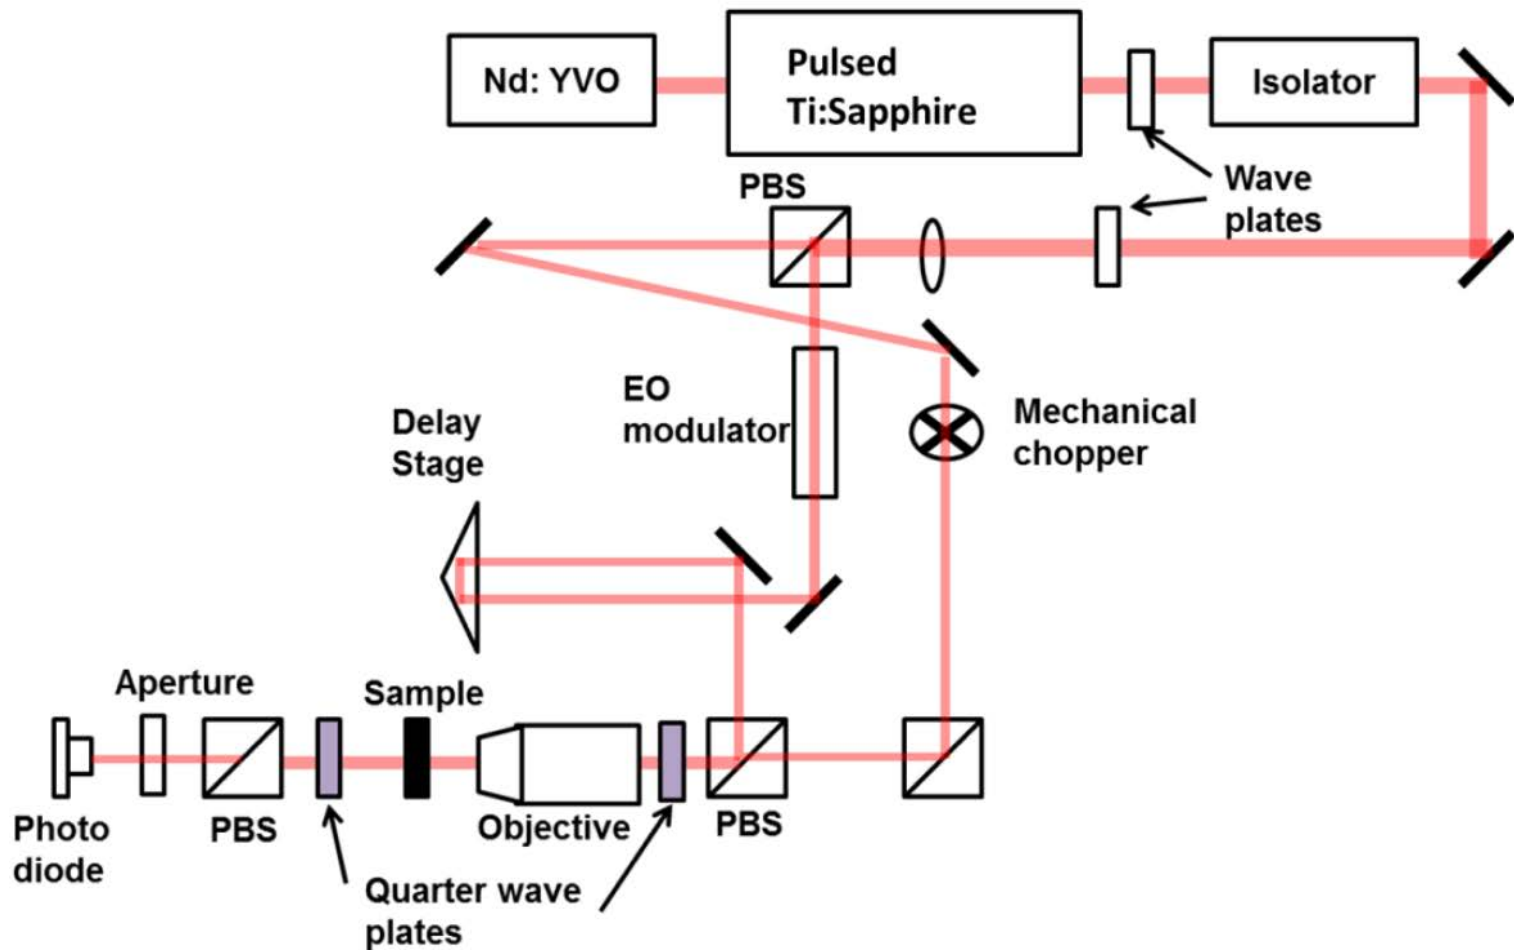 Nd: YVO
Pulsed
Ti:Sapphire
Isolator
Wave
plates
PBS
EO
modulator
Mechanical
chopper
Delay
Stage
Aperture
Sample
Photo
diode
PBS
Objective
PBS
Quarter wave
plates